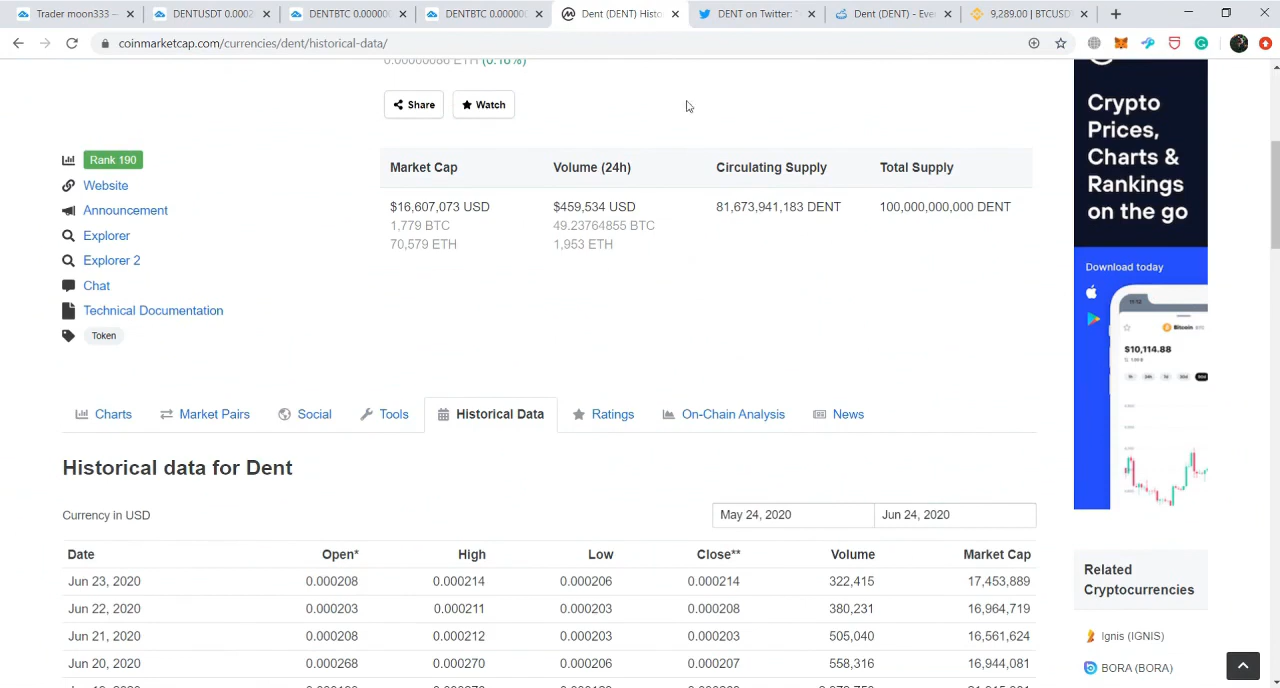 Trader moon333 —
DENTUSDT 0.0002
DENTBTC 0.00000
DENTBTC 0.00000
Dent (DENT) Histo
DENT on Twitter: "
Dent (DENT) - Eve
9,289.00 | BTCUSD
coinmarketcap.com/currencies/dent/historical-data/
0.00000086 ETH (0.16%)
Share
Watch
Rank 190
Website
Announcement
Explorer
Explorer 2
Chat
Technical Documentation
Token
Market Cap Volume (24h) Circulating Supply Total Supply
$16,607,073 USD $459,534 USD 81,673,941,183 DENT 100,000,000,000 DENT
1,779 BTC 49.23764855 BTC
70,579 ETH 1,953 ETH
Crypto
Prices,
Charts &
Rankings
on the go
Download today
Bitcoin
$10,114.88
Charts Market Pairs Social Tools Historical Data Ratings On-Chain Analysis News
Historical data for Dent
Currency in USD
May 24, 2020 Jun 24, 2020
Date Open* High Low Close** Volume Market Cap
Jun 23, 2020 0.000208 0.000214 0.000206 0.000214 322,415 17,453,889
Jun 22, 2020 0.000203 0.000211 0.000203 0.000208 380,231 16,964,719
Jun 21, 2020 0.000208 0.000212 0.000203 0.000203 505,040 16,561,624
Jun 20, 2020 0.000268 0.000270 0.000206 0.000207 558,316 16,944,081
Related
Cryptocurrencies
Ignis (IGNIS)
BORA (BORA)